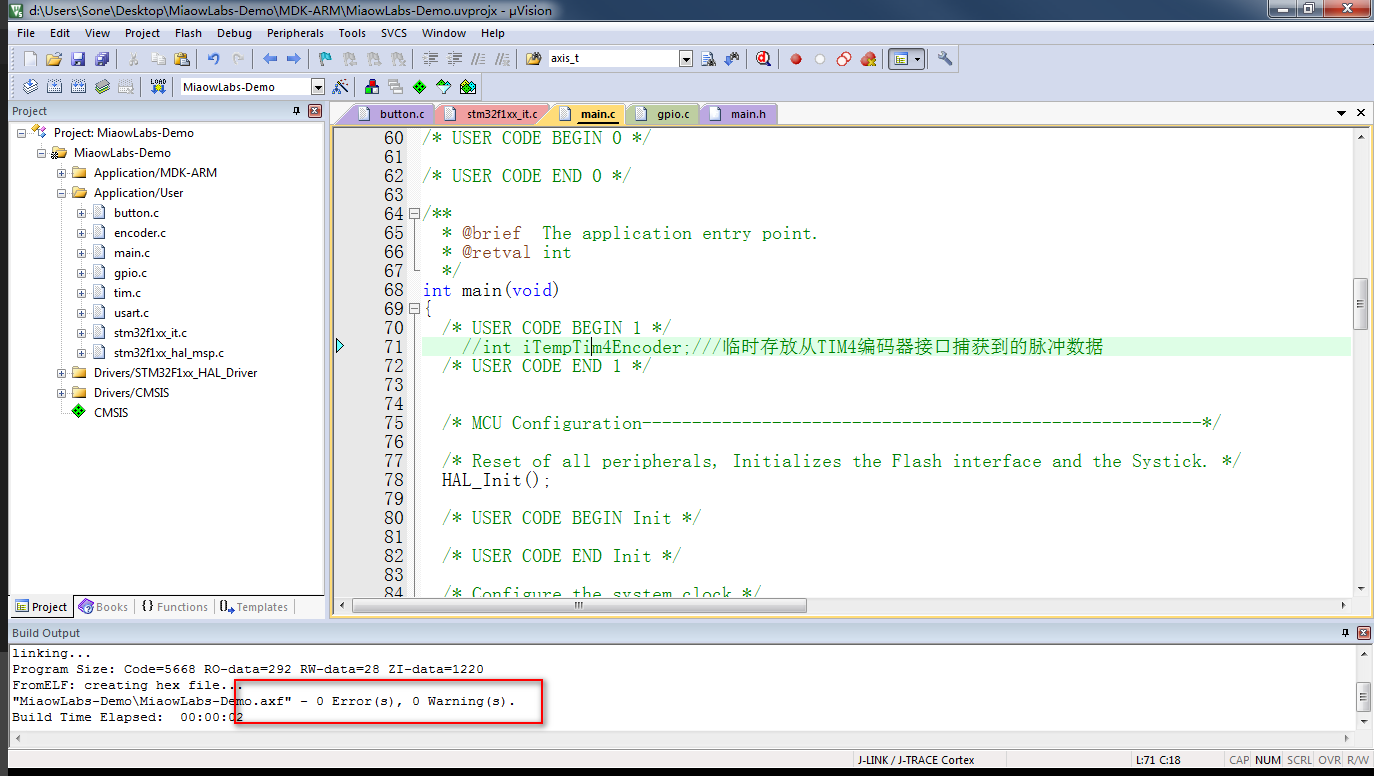 d:\Users\Sone\Desktop\MiaowLabs-Demo\MDK-ARM\MiaowLabs-Demo.uvprojx - µVision
File Edit View Project Flash Debug Peripherals Tools SVCS Window Help
axis_t
LOAD MiaowLabs-Demo
Project
Project: MiaowLabs-Demo
MiaowLabs-Demo
Application/MDK-ARM
Application/User
button.c
encoder.c
main.c
gpio.c
tim.c
usart.c
stm32f1xx_it.c
stm32f1xx_hal_msp.c
Drivers/STM32F1xx_HAL_Driver
Drivers/CMSIS
CMSIS
Project Books {} Functions Templates
button.c stm32f1xx_it.c main.c gpio.c main.h
60 /* USER CODE BEGIN 0 */
61
62 /* USER CODE END 0 */
63
64 /**
65 * @brief The application entry point.
66 * @retval int
67 */
68 int main(void)
69 {
70 /* USER CODE BEGIN 1 */
71 //int iTempTim4Encoder;///临时存放从TIM4编码器接口捕获到的脉冲数据
72 /* USER CODE END 1 */
73
74
75 /* MCU Configuration--------------------------------------------------------*/
76
77 /* Reset of all peripherals, Initializes the Flash interface and the Systick. */
78 HAL_Init();
79
80 /* USER CODE BEGIN Init */
81
82 /* USER CODE END Init */
83
84 /* Configure the system clock */
Build Output
linking...
Program Size: Code=5668 RO-data=292 RW-data=28 ZI-data=1220
FromELF: creating hex file...
"MiaowLabs-Demo\MiaowLabs-Demo.axf" - 0 Error(s), 0 Warning(s).
Build Time Elapsed: 00:00:02
J-LINK / J-TRACE Cortex L:71 C:18 CAP NUM SCRL OVR R/W